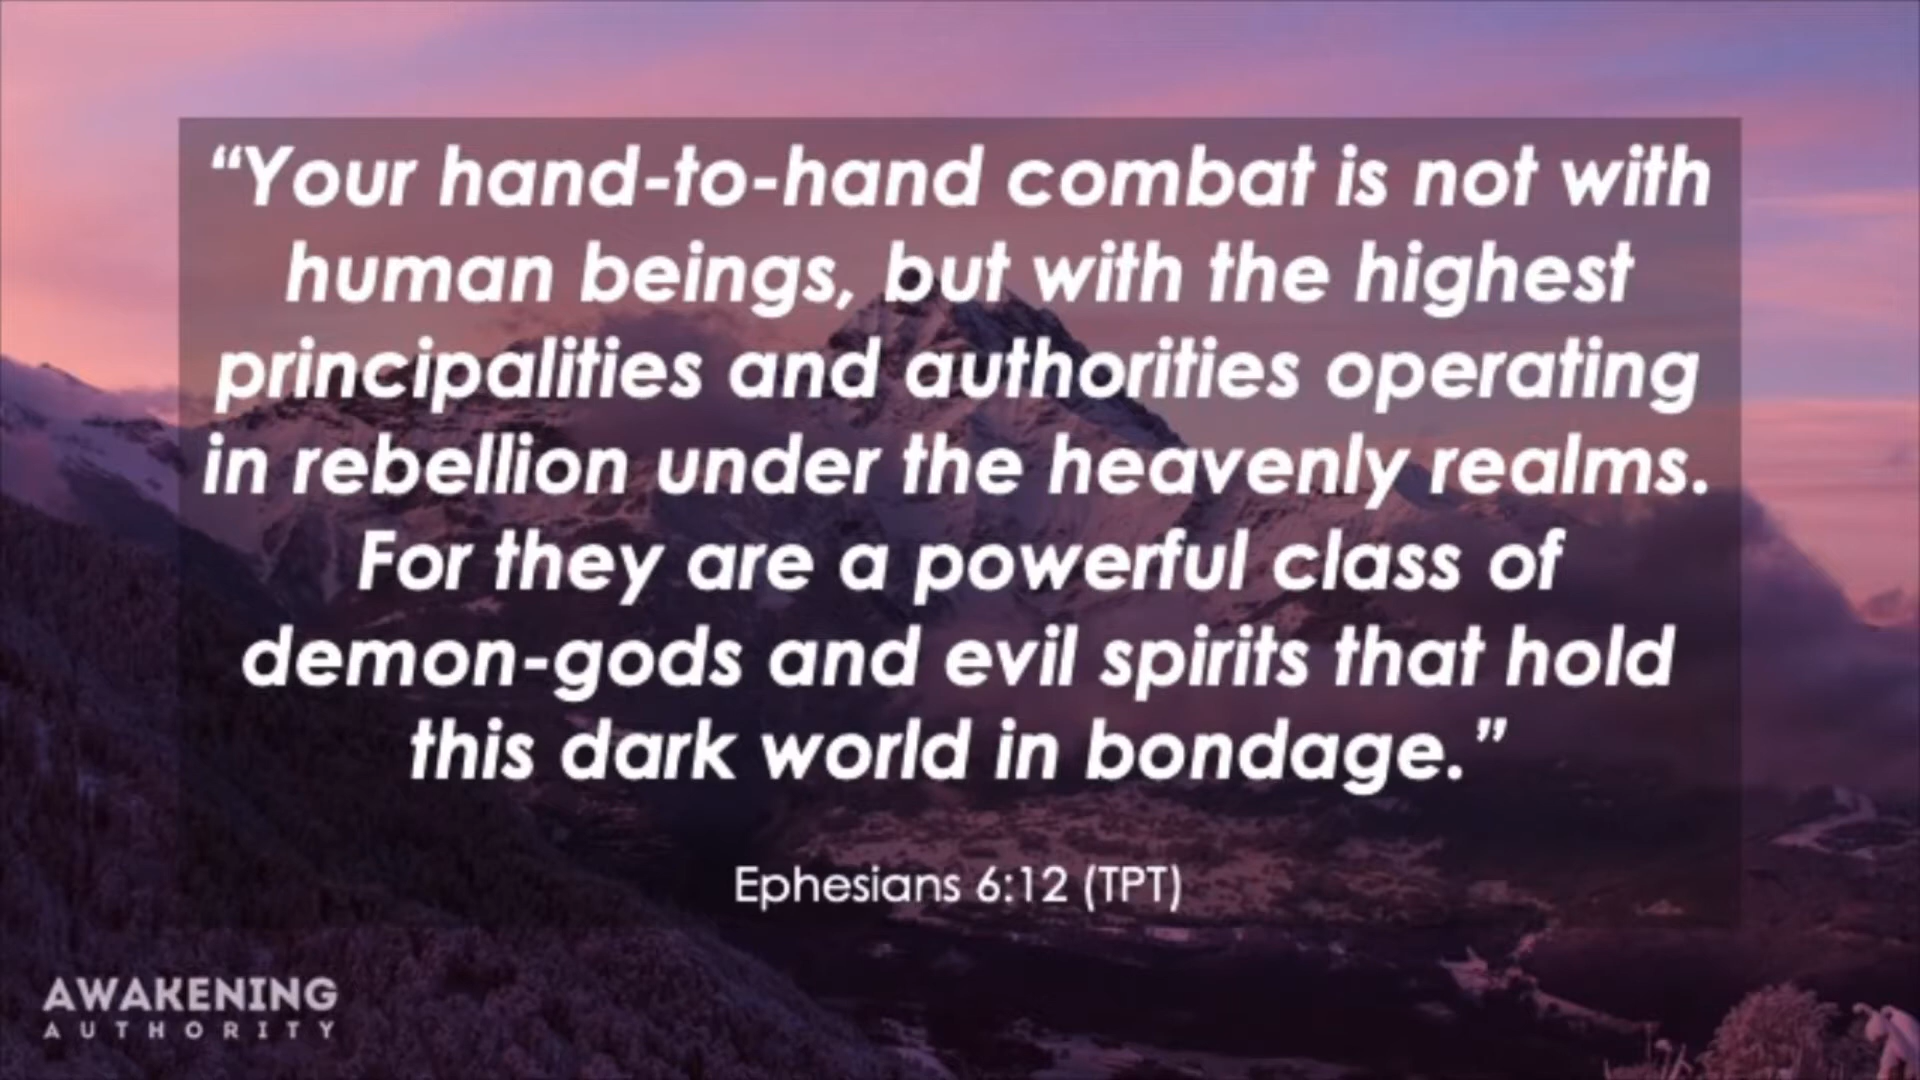 “Your hand-to-hand combat is not with
human beings, but with the highest
principalities and authorities operating
in rebellion under the heavenly realms.
For they are a powerful class of
demon-gods and evil spirits that hold
this dark world in bondage.”
Ephesians 6:12 (TPT)
AWAKENING
AUTHORITY